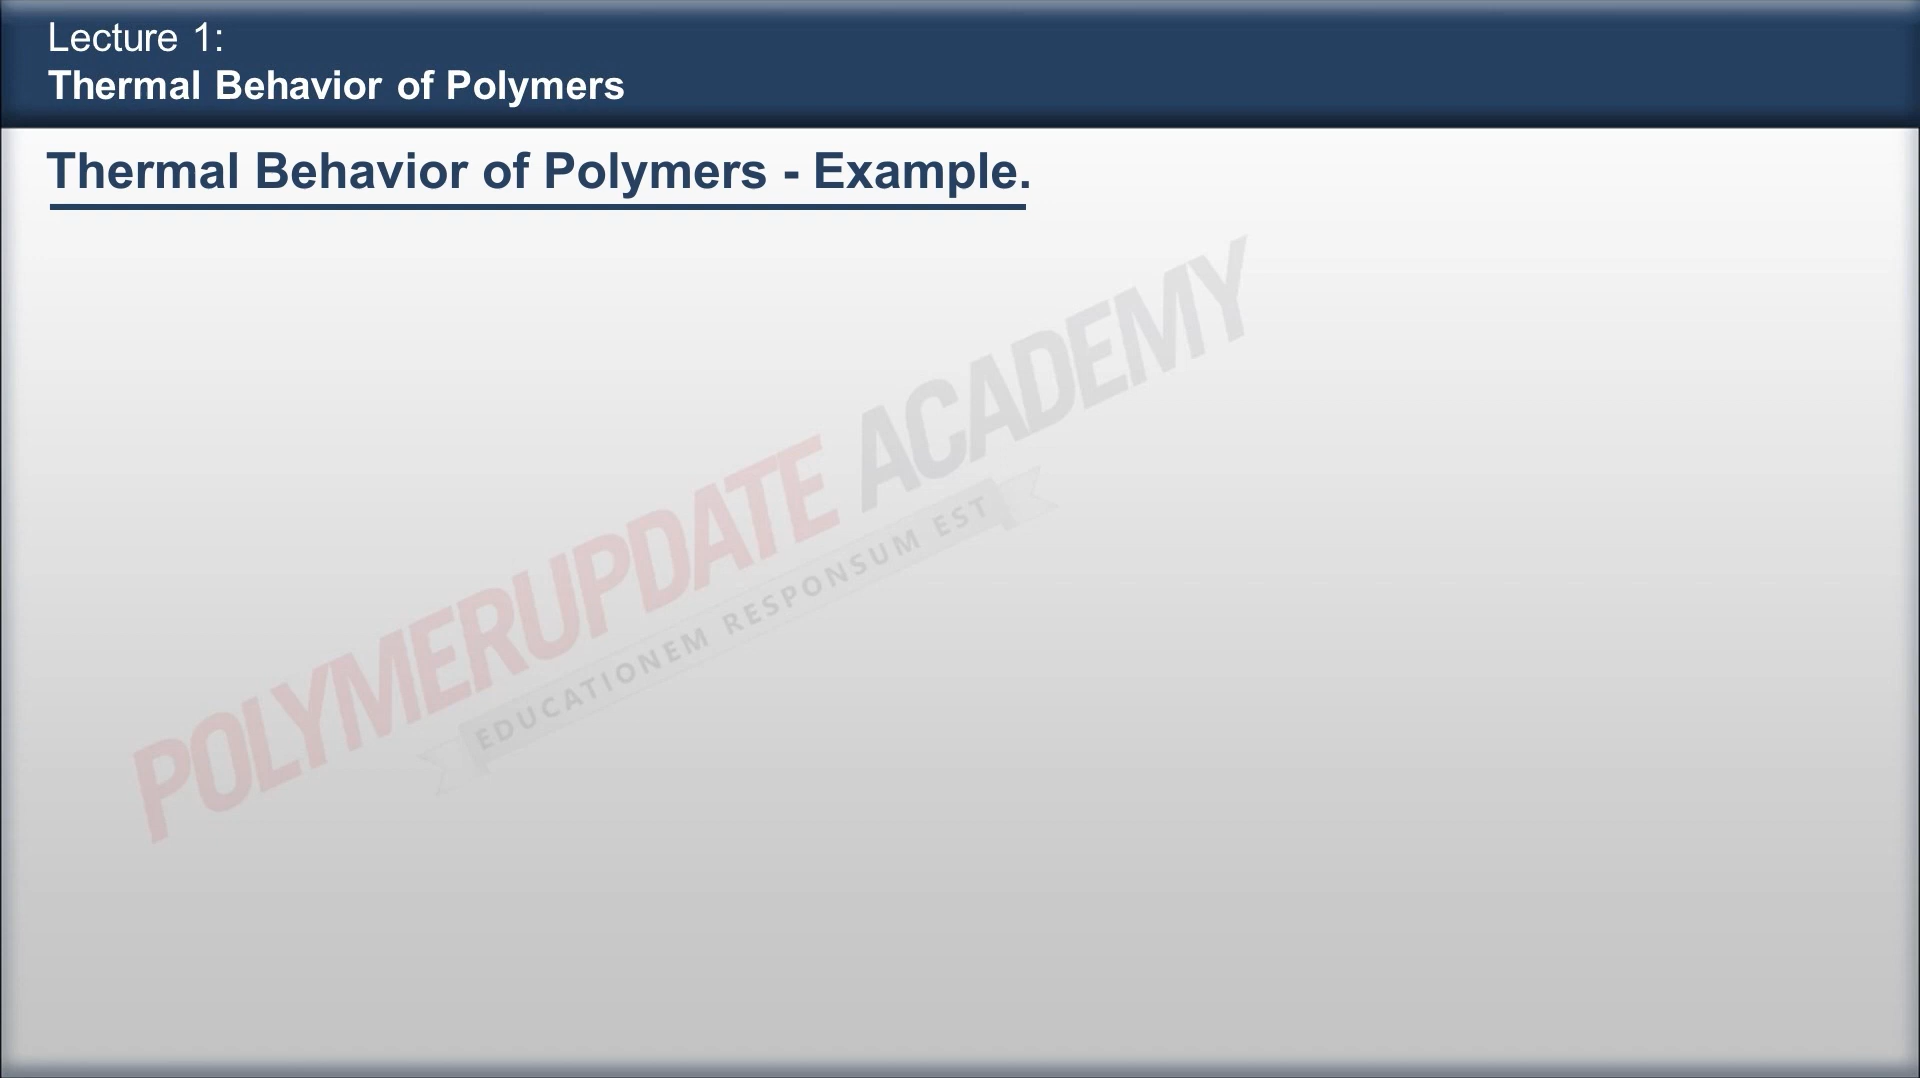 Lecture 1:
Thermal Behavior of Polymers
Thermal Behavior of Polymers - Example.
POLYMERUPDATE ACADEMY
EDUCATIONEM RESPONSUM EST